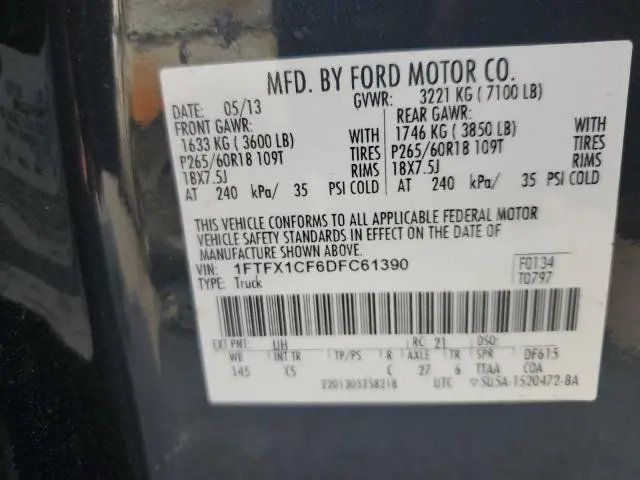 MFD. BY FORD MOTOR CO.
DATE: 05/13 GVWR: 3221 KG ( 7100 LB)
FRONT GAWR: REAR GAWR:
1633 KG ( 3600 LB) WITH 1746 KG ( 3850 LB) WITH
P265/60R18 109T TIRES P265/60R18 109T TIRES
18X7.5J RIMS 18X7.5J RIMS
AT 240 kPa/ 35 PSI COLD AT 240 kPa/ 35 PSI COLD
THIS VEHICLE CONFORMS TO ALL APPLICABLE FEDERAL MOTOR
VEHICLE SAFETY STANDARDS IN EFFECT ON THE DATE OF
MANUFACTURE SHOWN ABOVE.
VIN: 1FTFX1CF6DFC61390 F0134
TYPE: Truck T0797
EXT PNT: UH RC: 21 DSO:
WB INT TR TP/PS R AXLE TR SPR DF615
145 CS C 27 6 TTAA
2201305258218 UTC ▽5U5A-1520472-BA